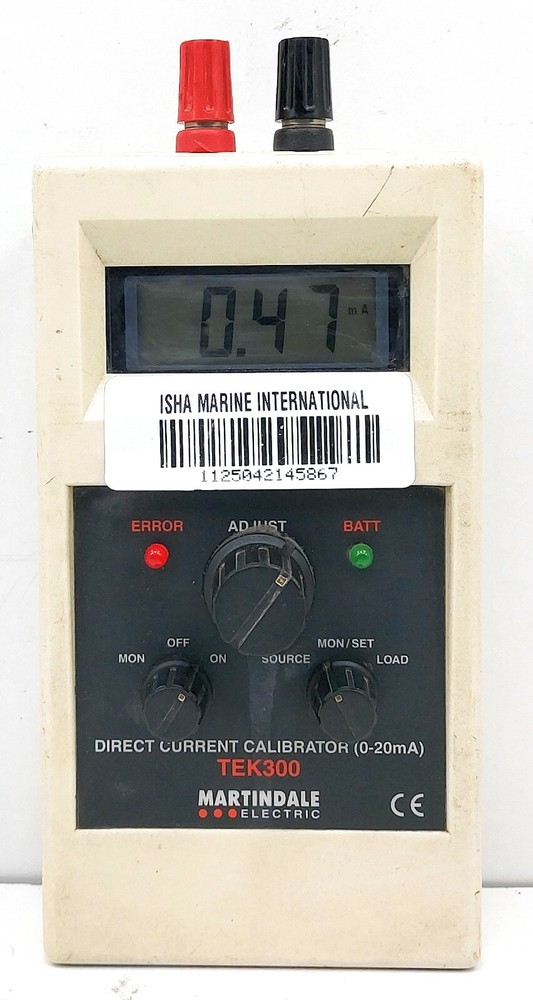 0.47 mA
ISHA MARINE INTERNATIONAL
1125042145867
ERROR ADJUST BATT
OFF MON/SET
MON ON SOURCE LOAD
DIRECT CURRENT CALIBRATOR (0-20mA)
TEK300
MARTINDALE
ELECTRIC CE